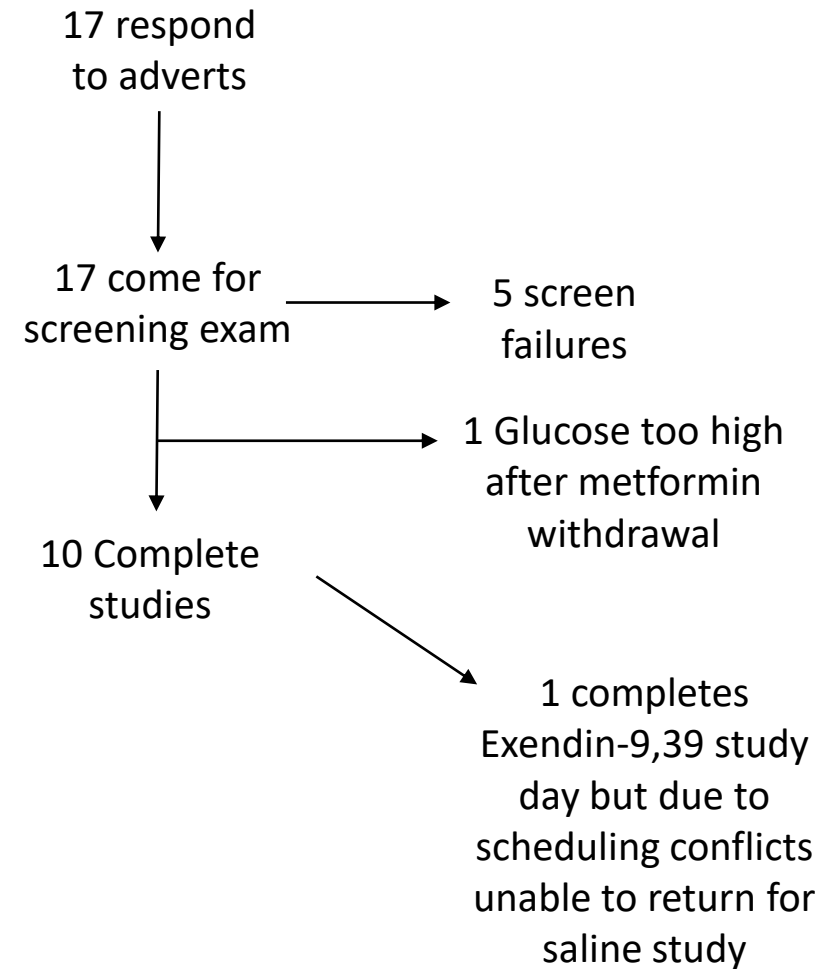 17 respond
to adverts
17 come for
screening exam
5 screen
failures
1 Glucose too high
after metformin
withdrawal
10 Complete
studies
1 completes
Exendin-9,39 study
day but due to
scheduling conflicts
unable to return for
saline study